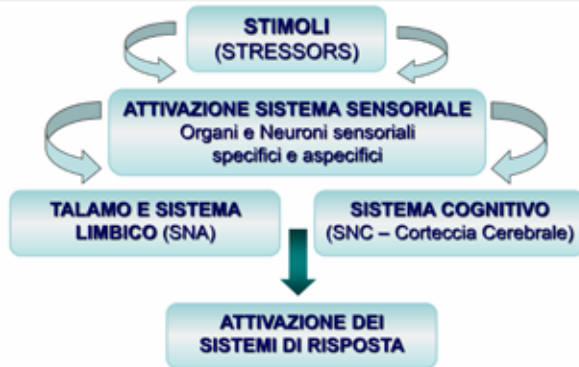 STIMOLI
(STRESSORS)
ATTIVAZIONE SISTEMA SENSORIALE
Organi e Neuroni sensoriali
specifici e aspecifici
TALAMO E SISTEMA
LIMBICO (SNA)
SISTEMA COGNITIVO
(SNC – Corteccia Cerebrale)
ATTIVAZIONE DEI
SISTEMI DI RISPOSTA